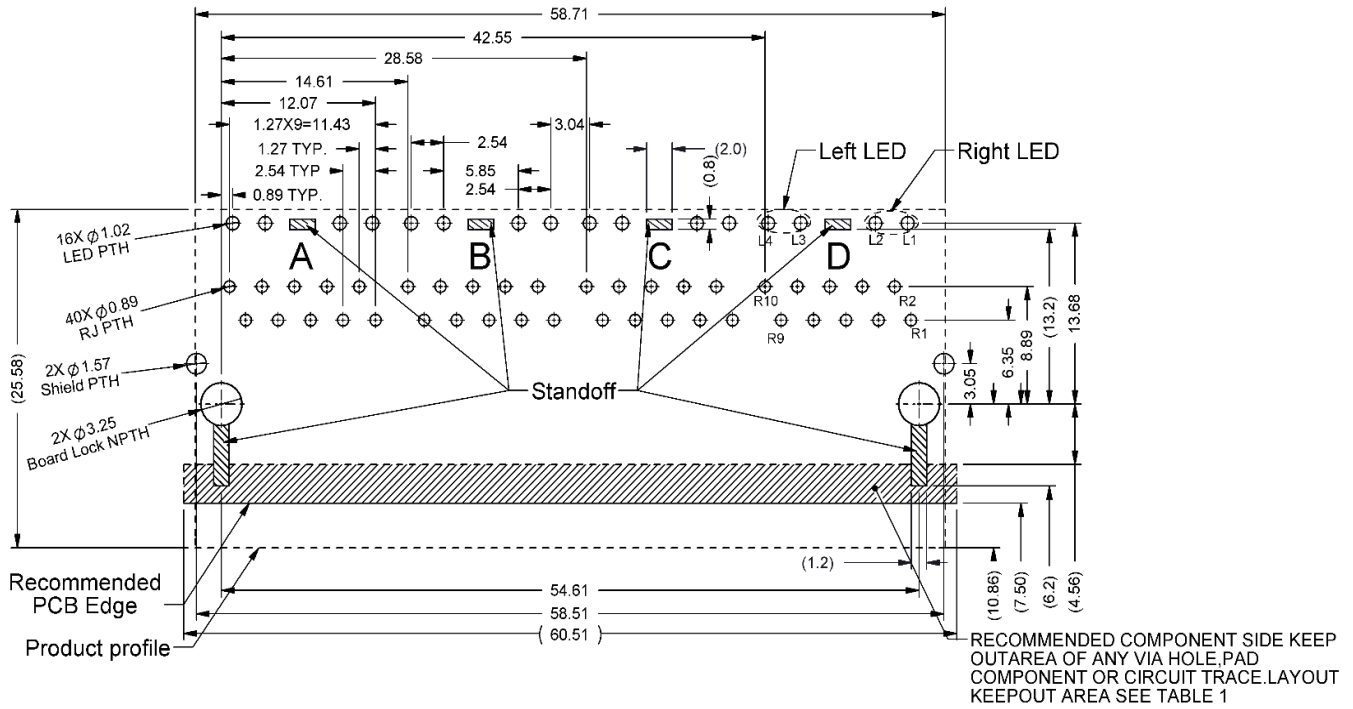 58.71
42.55
28.58
14.61
12.07
1.27X9=11.43
3.04
1.27 TYP.
2.54
(2.0)
(0.8)
Left LED
Right LED
2.54 TYP
5.85
0.89 TYP.
2.54
16X ϕ1.02
LED PTH
L4
L3
L2
L1
A
B
C
D
40X ϕ0.89
RJ PTH
R10
R2
R9
R1
2X ϕ1.57
Shield PTH
(25.58)
3.05
6.35
8.89
(13.2)
13.68
Standoff
2X ϕ3.25
Board Lock NPTH
(1.2)
(10.86)
(7.50)
(6.2)
(4.56)
Recommended
PCB Edge
54.61
58.51
Product profile
( 60.51 )
RECOMMENDED COMPONENT SIDE KEEP
OUTAREA OF ANY VIA HOLE,PAD
COMPONENT OR CIRCUIT TRACE.LAYOUT
KEEPOUT AREA SEE TABLE 1